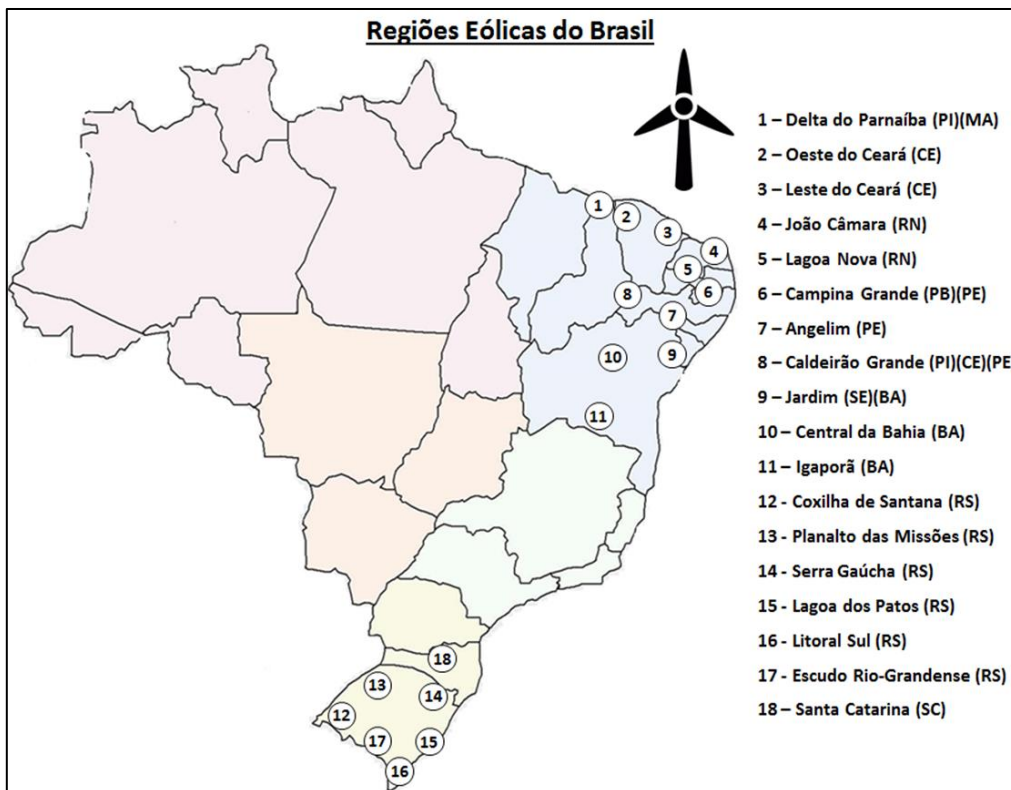 Regiões Eólicas do Brasil
1 – Delta do Parnaíba (PI)(MA)
2 – Oeste do Ceará (CE)
3 – Leste do Ceará (CE)
4 – João Câmara (RN)
5 – Lagoa Nova (RN)
6 – Campina Grande (PB)(PE)
7 – Angelim (PE)
8 – Caldeirão Grande (PI)(CE)(PE
9 – Jardim (SE)(BA)
10 – Central da Bahia (BA)
11 – Igaporã (BA)
12 - Coxilha de Santana (RS)
13 - Planalto das Missões (RS)
14 – Serra Gaúcha (RS)
15 – Lagoa dos Patos (RS)
16 - Litoral Sul (RS)
17 - Escudo Rio-Grandense (RS)
18 – Santa Catarina (SC)
1
2
3
4
5
6
8
7
9
10
11
18
13
14
12
17
15
16